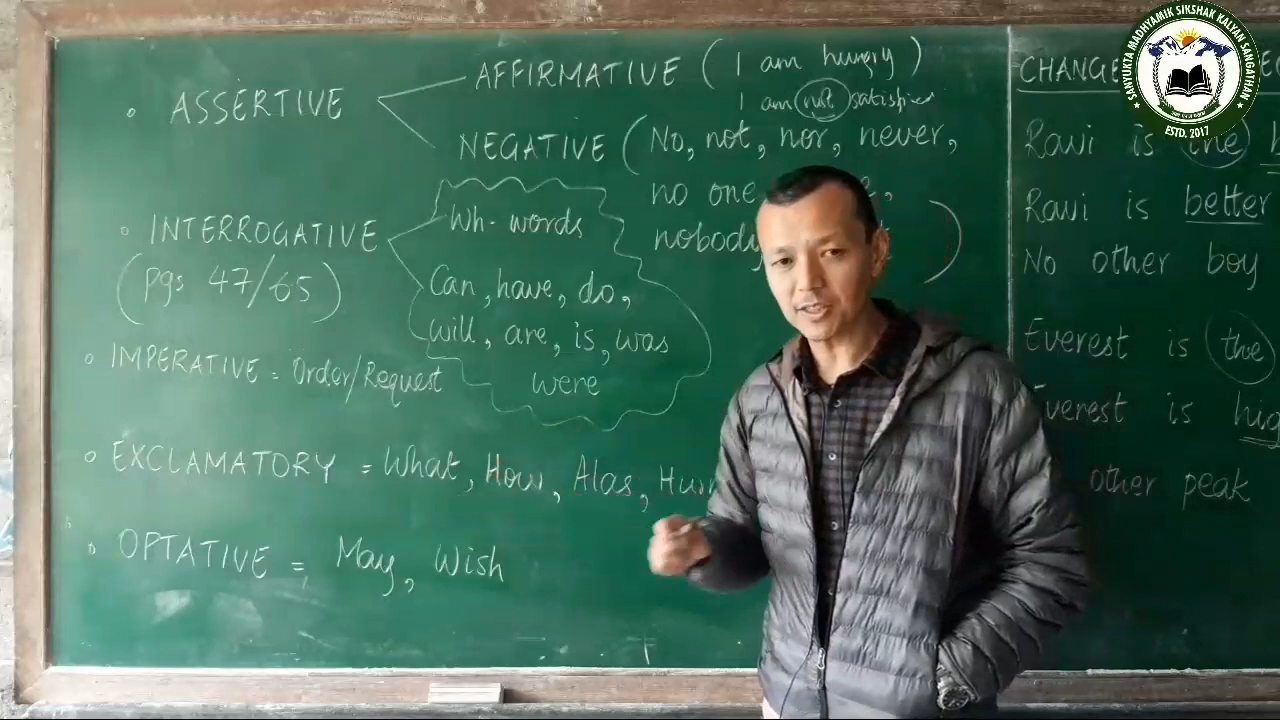 • ASSERTIVE
AFFIRMATIVE ( I am hungry )
I am not satisfied
NEGATIVE ( No, not, nor, never,
no one
nobody )
• INTERROGATIVE
(pgs 47/65)
Wh- words
Can, have, do,
will, are, is, was
were
• IMPERATIVE = Order/Request
• EXCLAMATORY = What, How, Alas,
• OPTATIVE = May, Wish
CHANGE
Ravi is the
Ravi is better
No other boy
Everest is the
Everest is
other peak
SANYUKTA MADHYAMIK SIKSHAK KALYAN SANGATHAN
ESTD. 2017